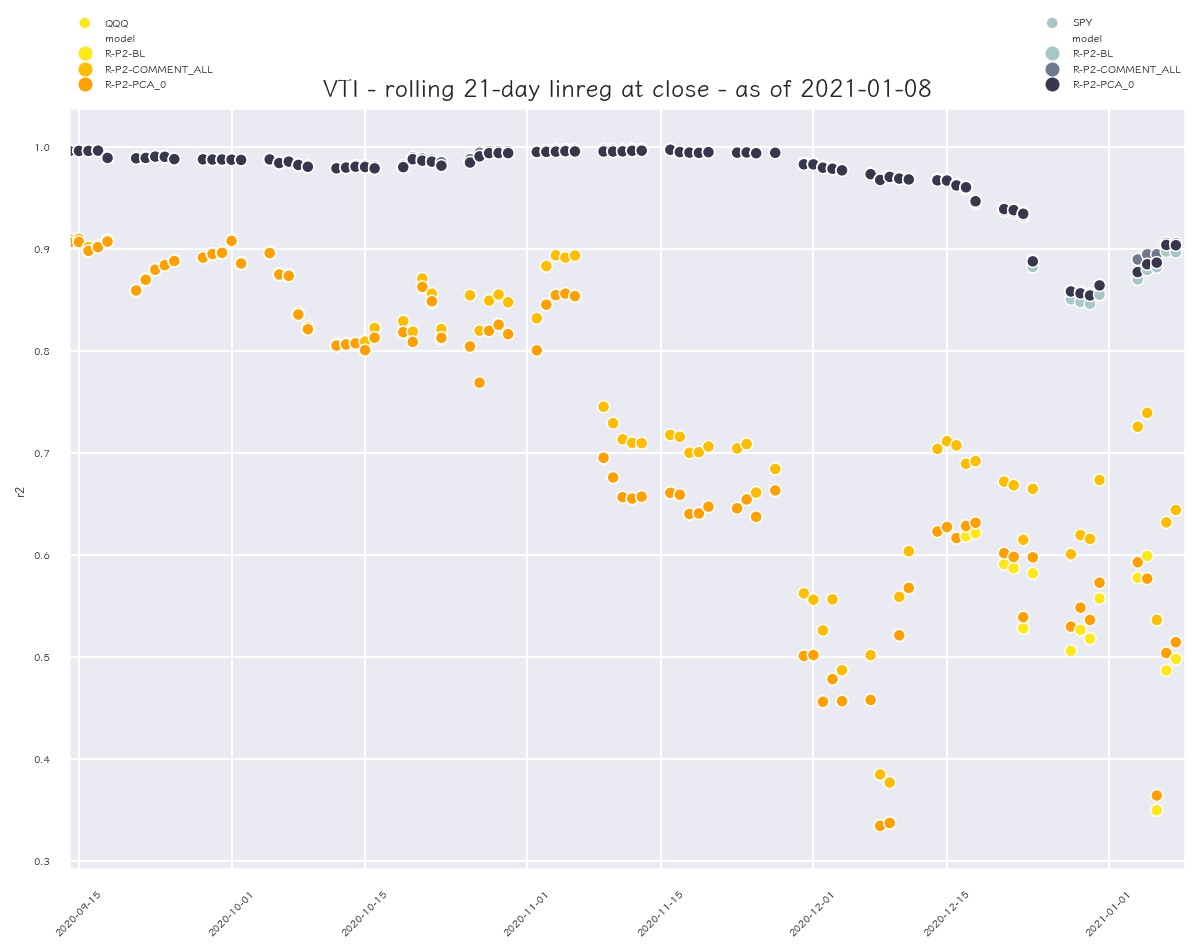 QQQ
model
R-P2-BL
R-P2-COMMENT_ALL
R-P2-PCA_0
SPY
model
R-P2-BL
R-P2-COMMENT_ALL
R-P2-PCA_0
VTI - rolling 21-day linreg at close - as of 2021-01-08
1.0
0.9
0.8
0.7
0.6
0.5
0.4
0.3
r2
2020-09-15
2020-10-01
2020-10-15
2020-11-01
2020-11-15
2020-12-01
2020-12-15
2021-01-01